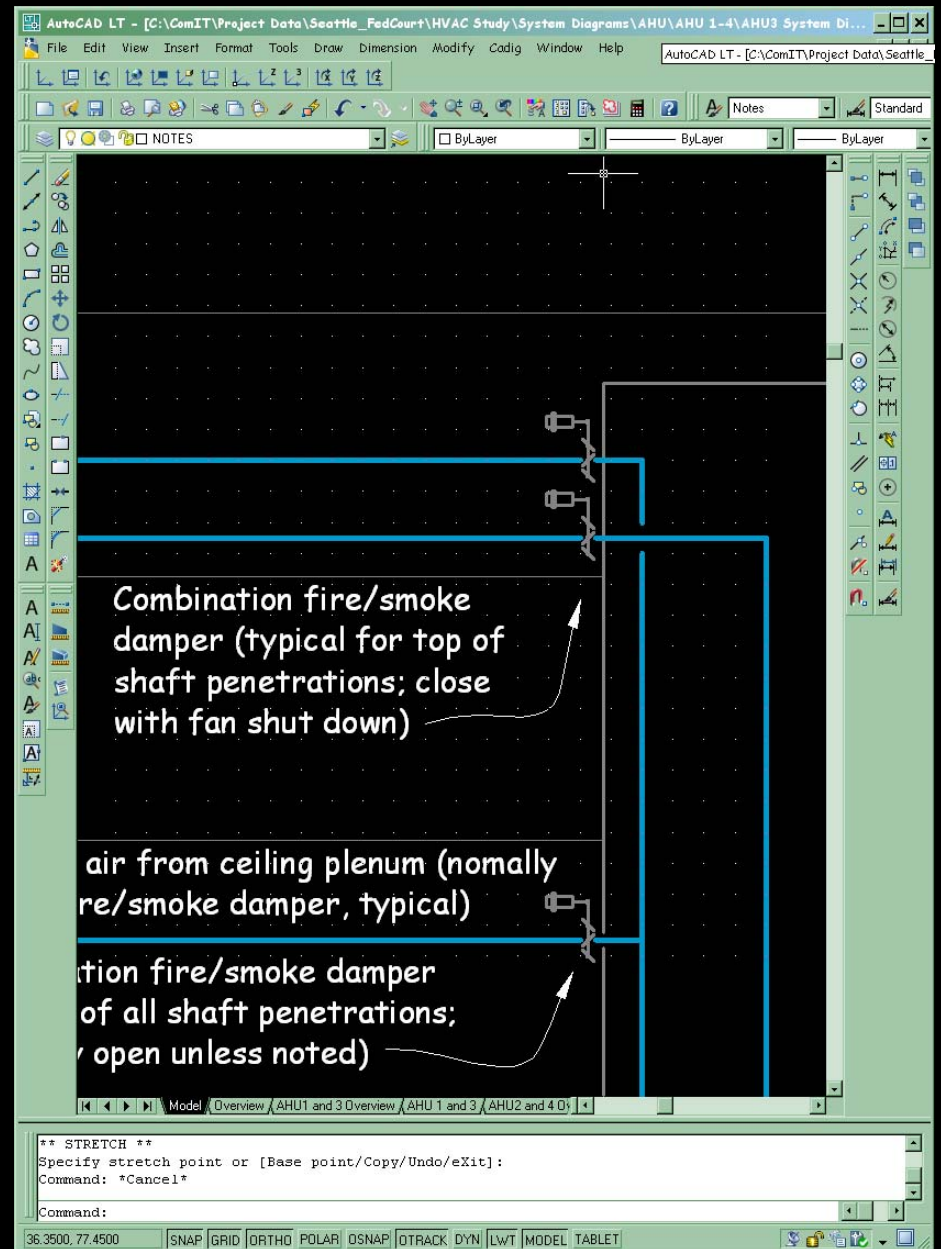 AutoCAD LT - [C:\ComIT\Project Data\Seattle_FedCourt\HVAC Study\System Diagrams\AHU\AHU 1-4\AHU3 System Di...
File Edit View Insert Format Tools Draw Dimension Modify Cadig Window Help
AutoCAD LT - [C:\ComIT\Project Data\Seattle_
Notes Standard
NOTES ByLayer ByLayer ByLayer
Combination fire/smoke
damper (typical for top of
shaft penetrations; close
with fan shut down)
air from ceiling plenum (nomally
re/smoke damper, typical)
tion fire/smoke damper
of all shaft penetrations;
y open unless noted)
Model Overview AHU1 and 3 Overview AHU 1 and 3 AHU2 and 4 Ov
** STRETCH **
Specify stretch point or [Base point/Copy/Undo/eXit]:
Command: *Cancel*
Command:
36.3500, 77.4500 SNAP GRID ORTHO POLAR OSNAP OTRACK DYN LWT MODEL TABLET